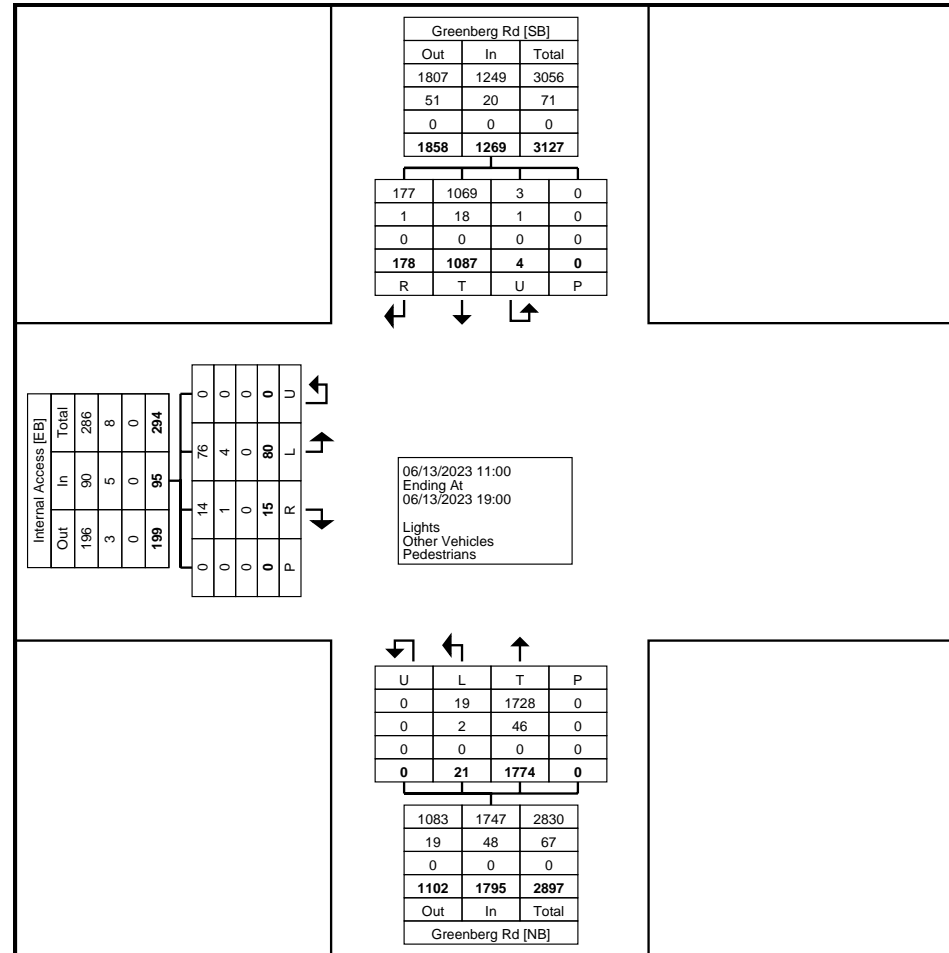 Greenberg Rd [SB]
Out In Total
1807 1249 3056
51 20 71
0 0 0
1858 1269 3127
177 1069 3 0
1 18 1 0
0 0 0 0
178 1087 4 0
R T U P
Internal Access [EB]
Out In Total
196 90 286
3 5 8
0 0 0
199 95 294
0 14 76 0
0 1 4 0
0 0 0 0
0 15 80 0
P R L U
06/13/2023 11:00
Ending At
06/13/2023 19:00
Lights
Other Vehicles
Pedestrians
U L T P
0 19 1728 0
0 2 46 0
0 0 0 0
0 21 1774 0
1083 1747 2830
19 48 67
0 0 0
1102 1795 2897
Out In Total
Greenberg Rd [NB]